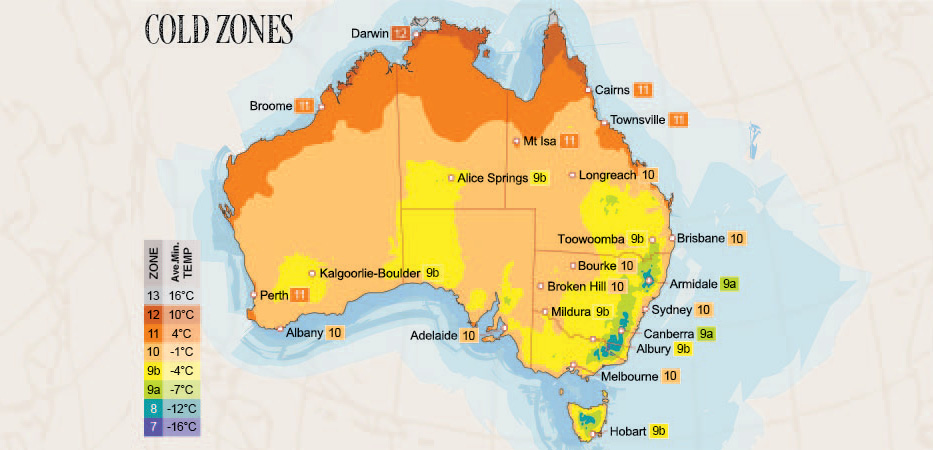 COLD ZONES
Darwin 12
Cairns 11
Broome 11
Townsville 11
Mt Isa 11
Alice Springs 9b
Longreach 10
Toowoomba 9b
Brisbane 10
Bourke 10
Kalgoorlie-Boulder 9b
Armidale 9a
Broken Hill 10
Perth 11
Mildura 9b
Sydney 10
Albany 10
Adelaide 10
Canberra 9a
Albury 9b
Melbourne 10
Hobart 9b
ZONE Ave.Min. TEMP
13 16°C
12 10°C
11 4°C
10 -1°C
9b -4°C
9a -7°C
8 -12°C
7 -16°C